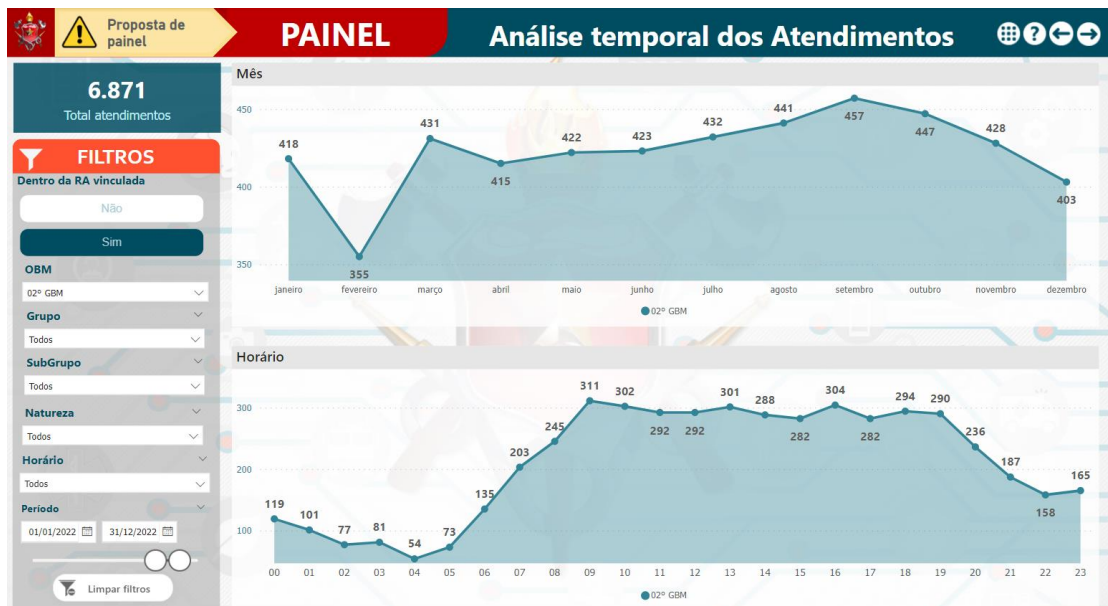 Proposta de
painel
PAINEL
Análise temporal dos Atendimentos
6.871
Total atendimentos
FILTROS
Dentro da RA vinculada
Não
Sim
OBM
02º GBM
Grupo
Todos
SubGrupo
Todos
Natureza
Todos
Horário
Todos
Período
01/01/2022 31/12/2022
Limpar filtros
Mês
450
400
350
418
355
431
415
422
423
432
441
457
447
428
403
janeiro fevereiro março abril maio junho julho agosto setembro outubro novembro dezembro
02º GBM
Horário
300
200
100
119
101
77
81
54
73
135
203
245
311
302
292
292
301
288
282
304
282
294
290
236
187
158
165
00 01 02 03 04 05 06 07 08 09 10 11 12 13 14 15 16 17 18 19 20 21 22 23
02º GBM